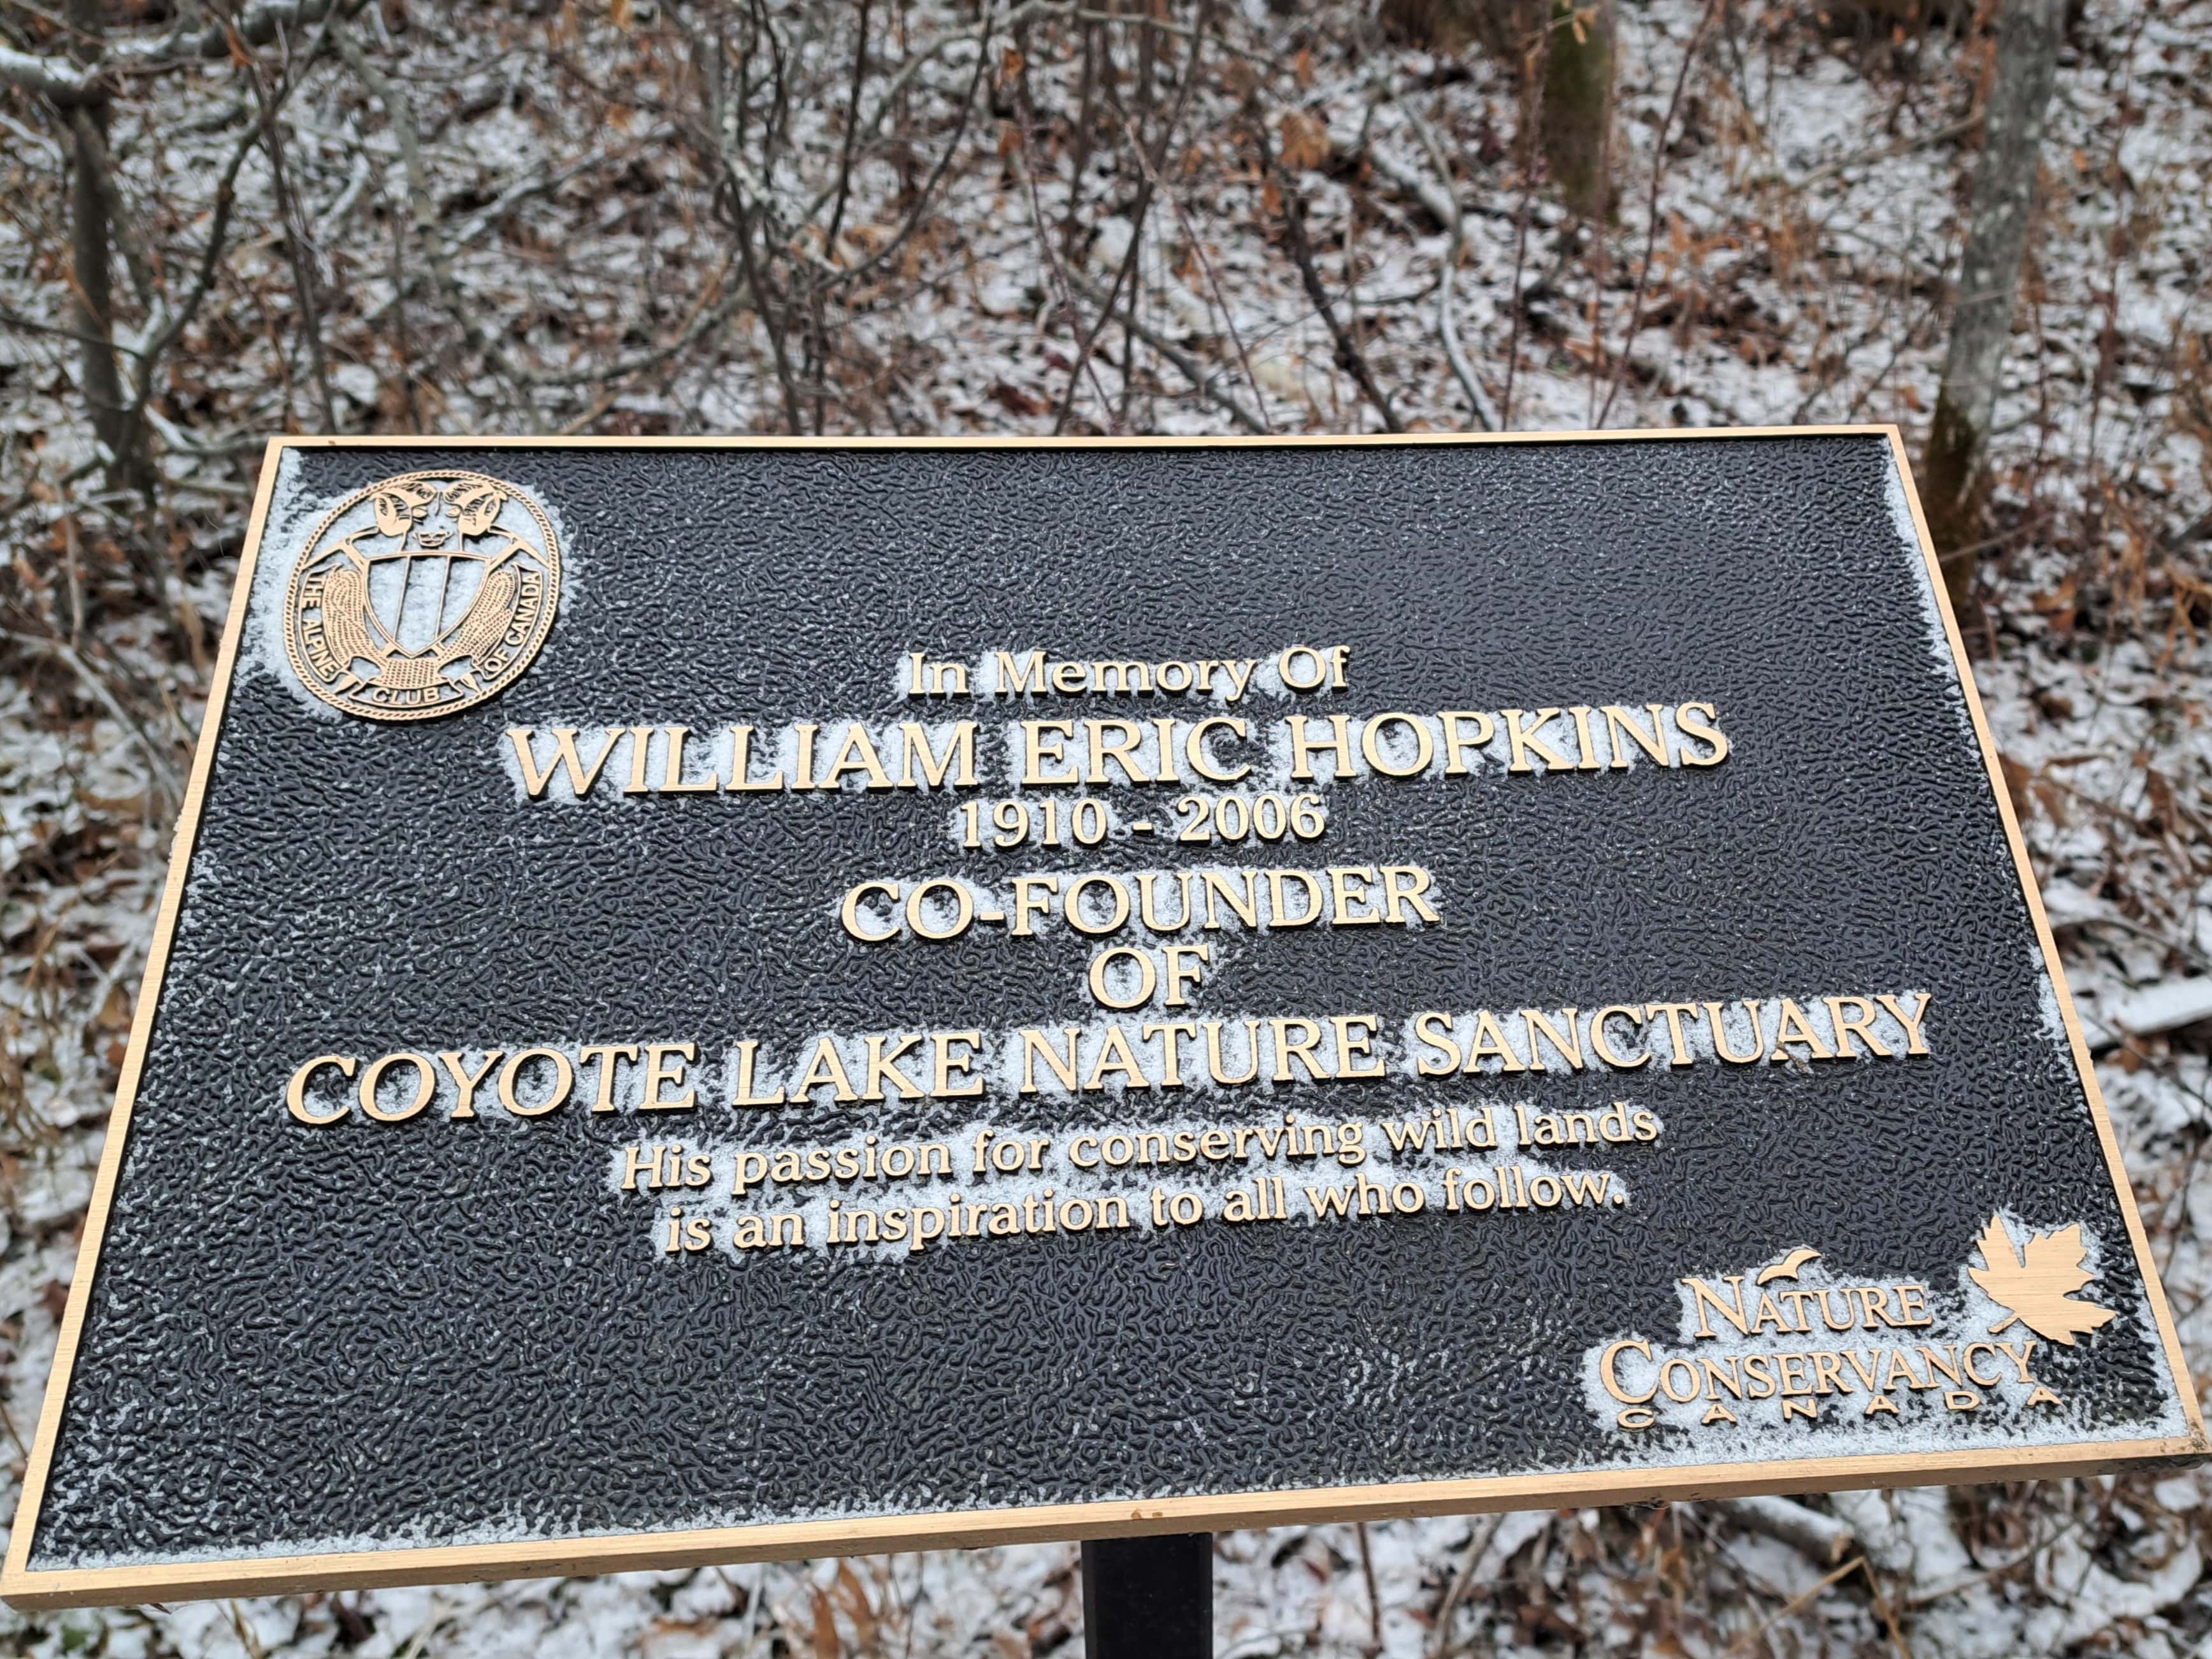 THE ALPINE CLUB OF CANADA
In Memory Of
WILLIAM ERIC HOPKINS
1910 - 2006
CO-FOUNDER
OF
COYOTE LAKE NATURE SANCTUARY
His passion for conserving wild lands
is an inspiration to all who follow.
NATURE
CONSERVANCY
CANADA